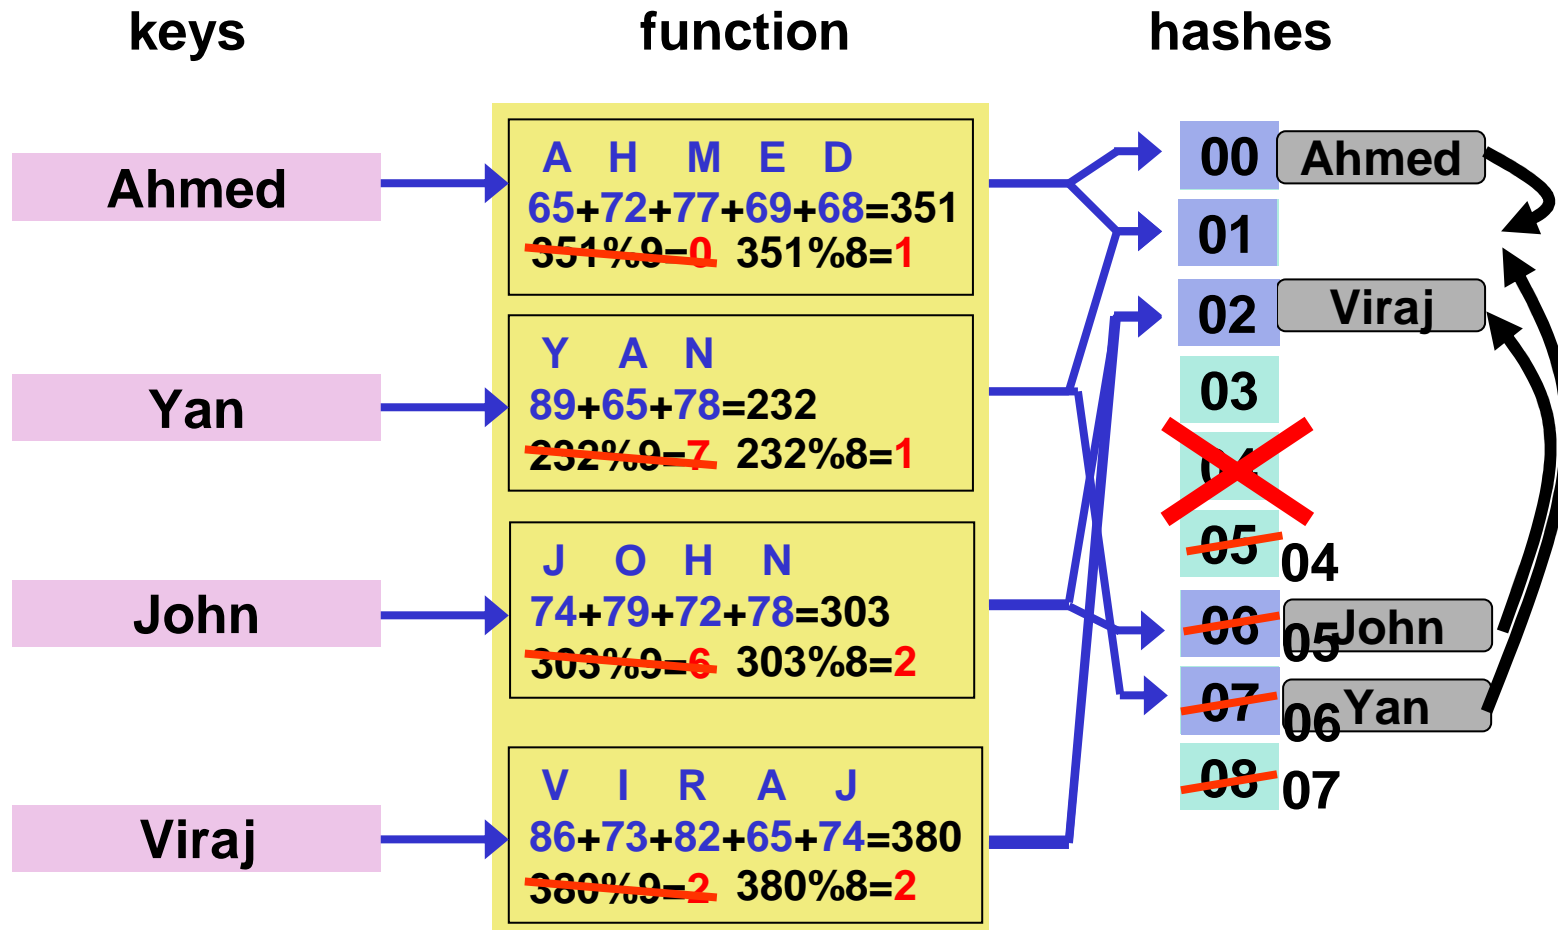 keys
function
hashes
Ahmed
A H M E D
65+72+77+69+68=351
351%9=0 351%8=1
Yan
Y A N
89+65+78=232
232%9=7 232%8=1
John
J O H N
74+79+72+78=303
303%9=6 303%8=2
Viraj
V I R A J
86+73+82+65+74=380
380%9=2 380%8=2
00 Ahmed
01
02 Viraj
03
04
05 04
06 05 John
07 06 Yan
08 07